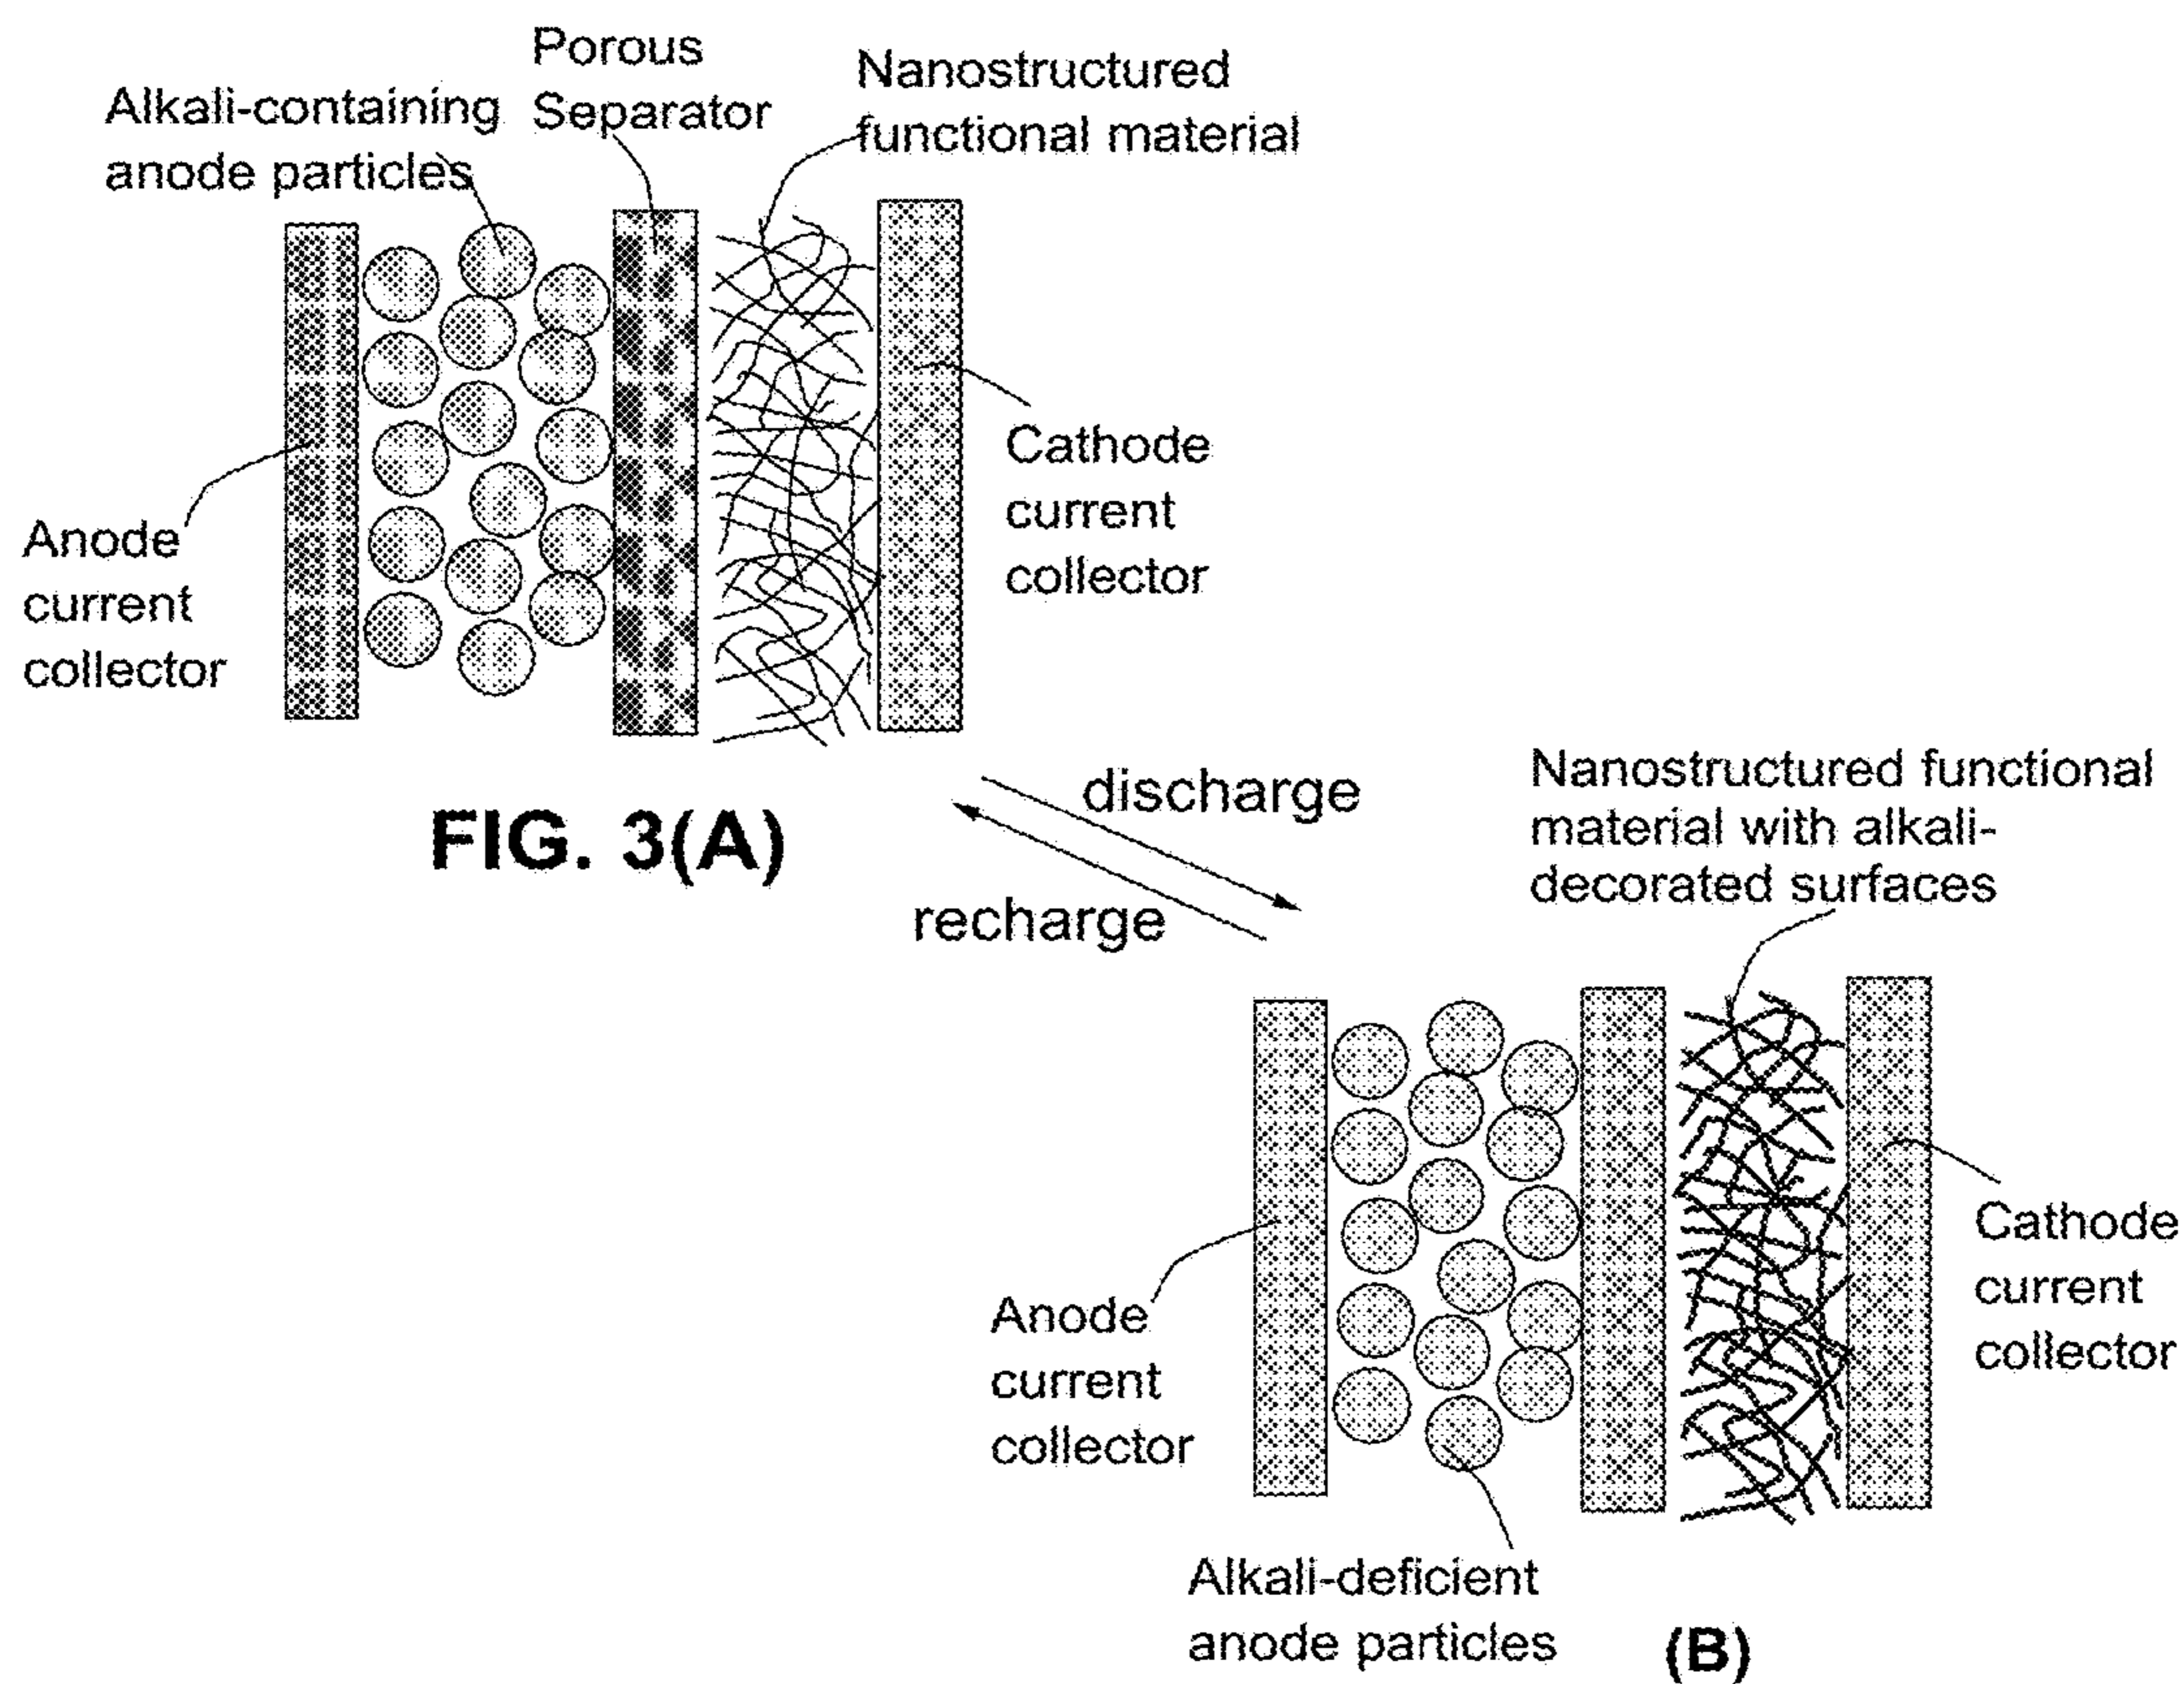 Porous
Separator
Alkali-containing
anode particles
Nanostructured
functional material
Anode
current
collector
Cathode
current
collector
FIG. 3(A)
discharge
recharge
Nanostructured functional
material with alkali-
decorated surfaces
Anode
current
collector
Cathode
current
collector
Alkali-deficient
anode particles
(B)